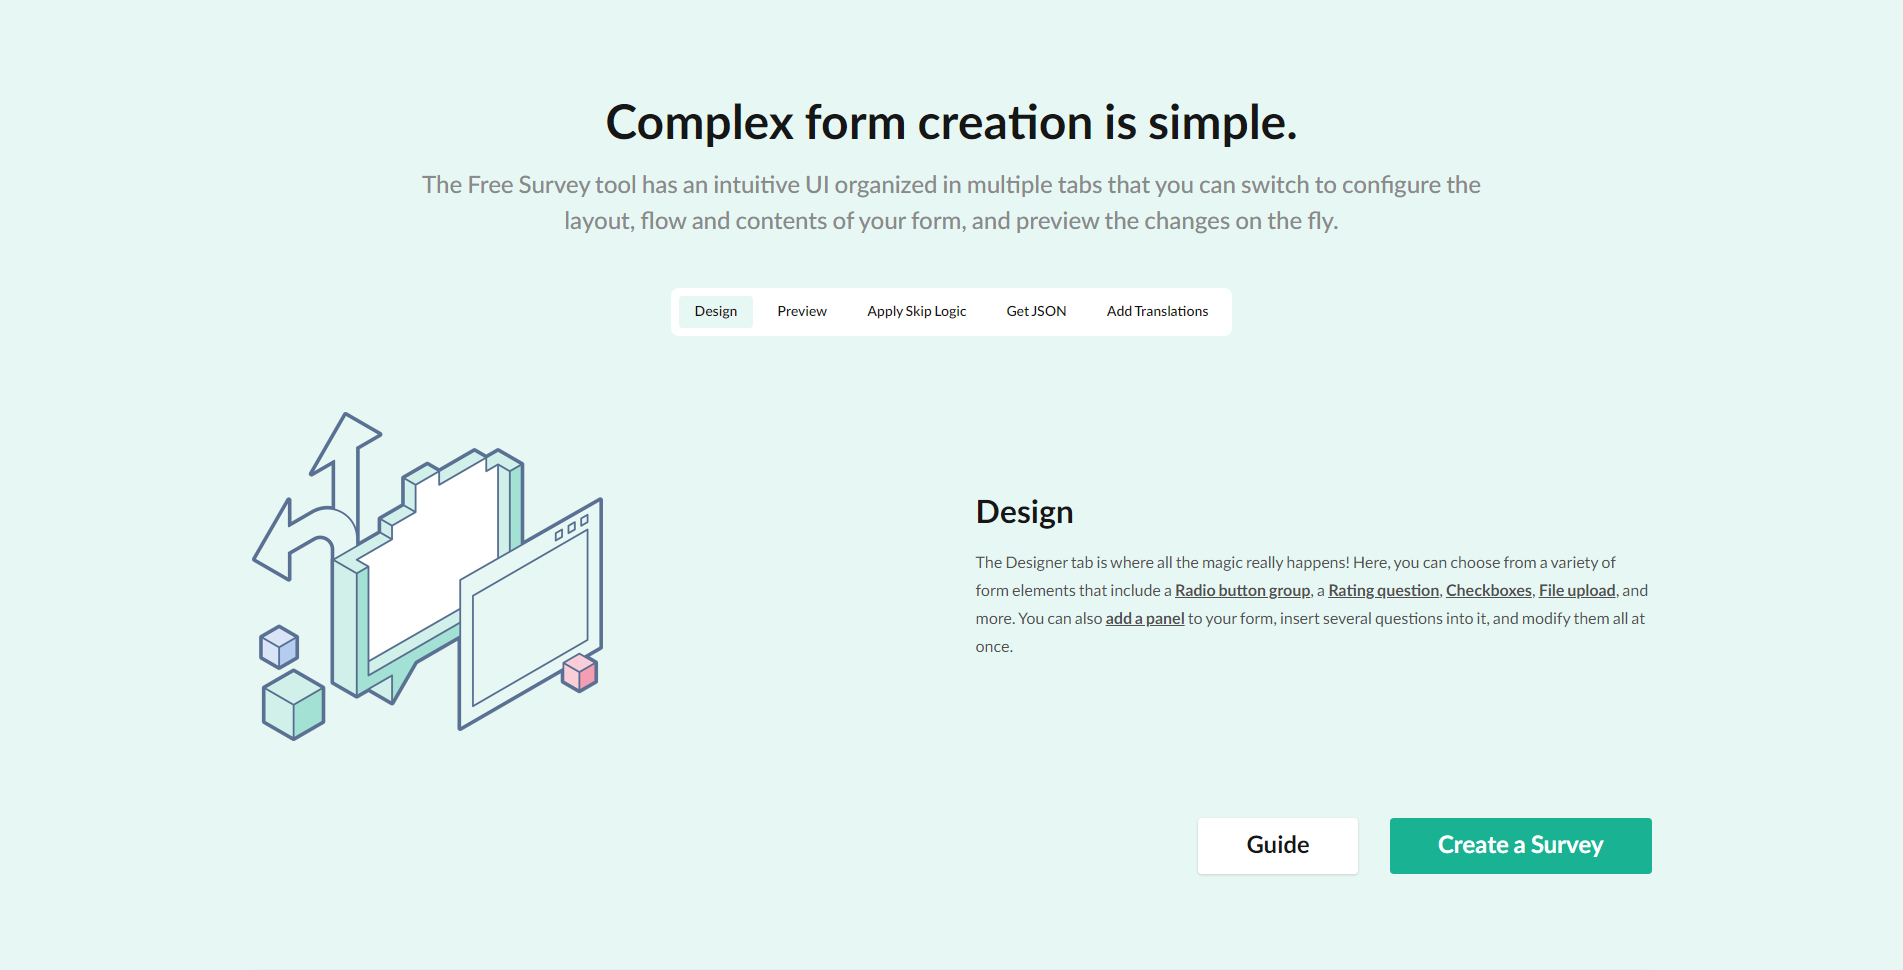 Complex form creation is simple.
The Free Survey tool has an intuitive UI organized in multiple tabs that you can switch to configure the
layout, flow and contents of your form, and preview the changes on the fly.
Design Preview Apply Skip Logic Get JSON Add Translations
Design
The Designer tab is where all the magic really happens! Here, you can choose from a variety of
form elements that include a Radio button group, a Rating question, Checkboxes, File upload, and
more. You can also add a panel to your form, insert several questions into it, and modify them all at
once.
Guide Create a Survey